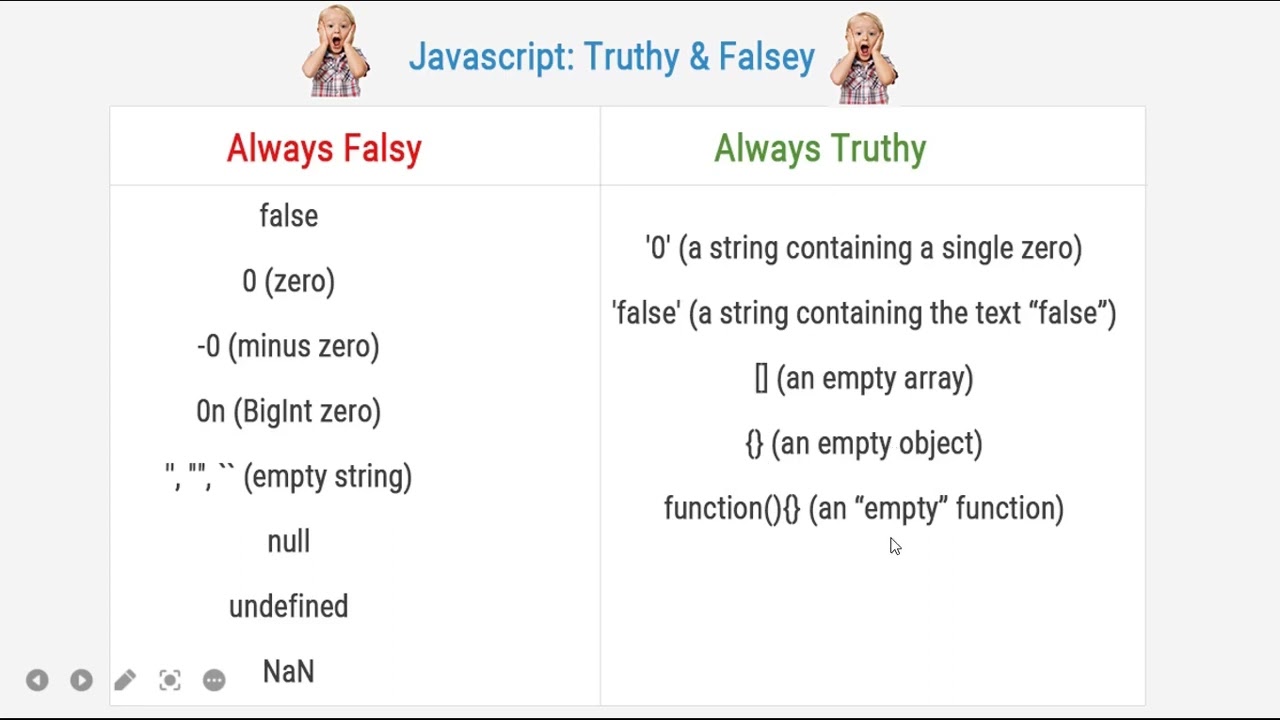 Javascript: Truthy & Falsey
Always Falsy
false
0 (zero)
-0 (minus zero)
0n (BigInt zero)
'', "", `` (empty string)
null
undefined
NaN
Always Truthy
'0' (a string containing a single zero)
'false' (a string containing the text “false”)
[] (an empty array)
{} (an empty object)
function(){} (an “empty” function)